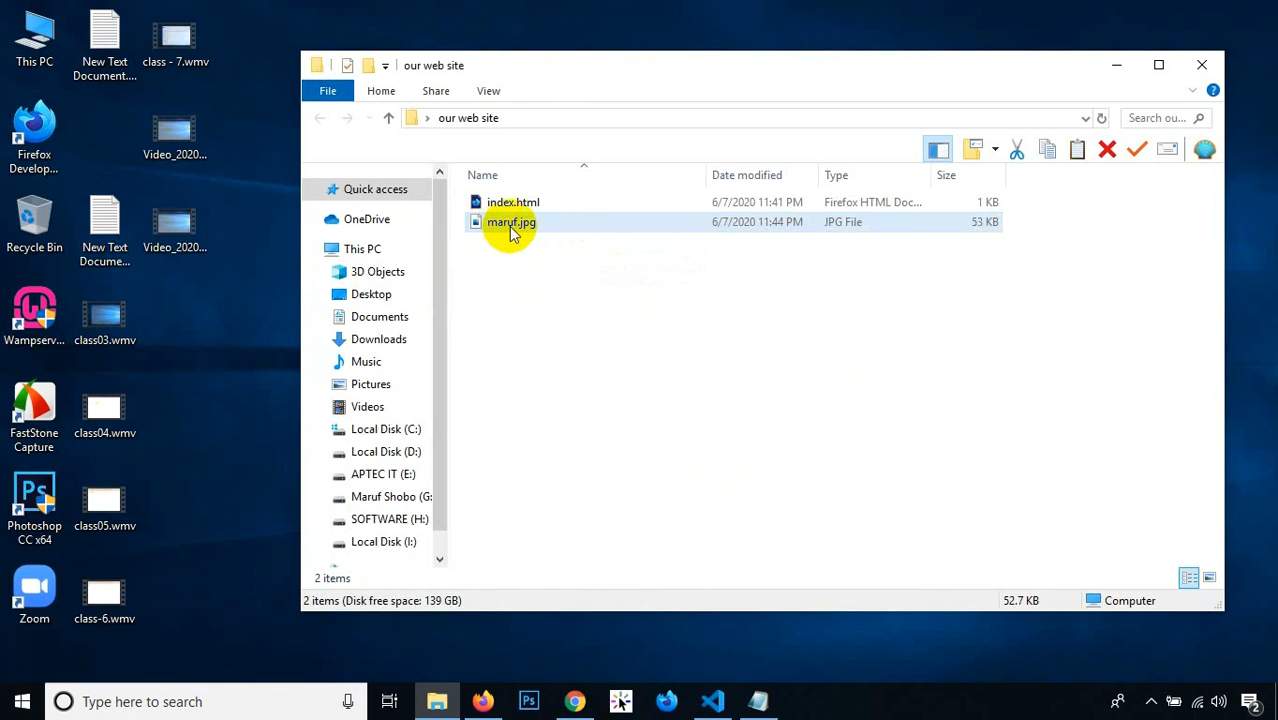 This PC
New Text
Document....
class - 7.wmv
Firefox
Develop...
Video_2020...
Recycle Bin
New Text
Docume...
Video_2020...
Wampserv...
class03.wmv
FastStone
Capture
class04.wmv
Photoshop
CC x64
class05.wmv
Zoom
class-6.wmv
our web site
File
Home
Share
View
our web site
Search ou...
Name
Date modified
Type
Size
Quick access
OneDrive
This PC
3D Objects
Desktop
Documents
Downloads
Music
Pictures
Videos
Local Disk (C:)
Local Disk (D:)
APTEC IT (E:)
Maruf Shobo (G:
SOFTWARE (H:)
Local Disk (I:)
index.html 6/7/2020 11:41 PM Firefox HTML Doc... 1 KB
maruf.jpg 6/7/2020 11:44 PM JPG File 53 KB
2 items
2 items (Disk free space: 139 GB) 52.7 KB Computer
Type here to search
Ps
2